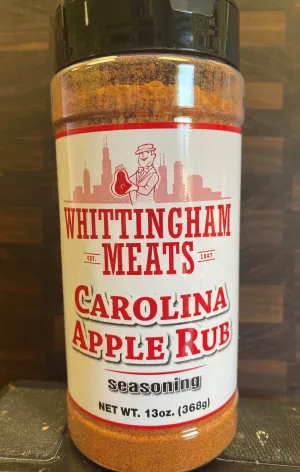 WHITTINGHAM
EST. MEATS 1947
CAROLINA
APPLE RUB
seasoning
NET WT. 13oz. (368g)